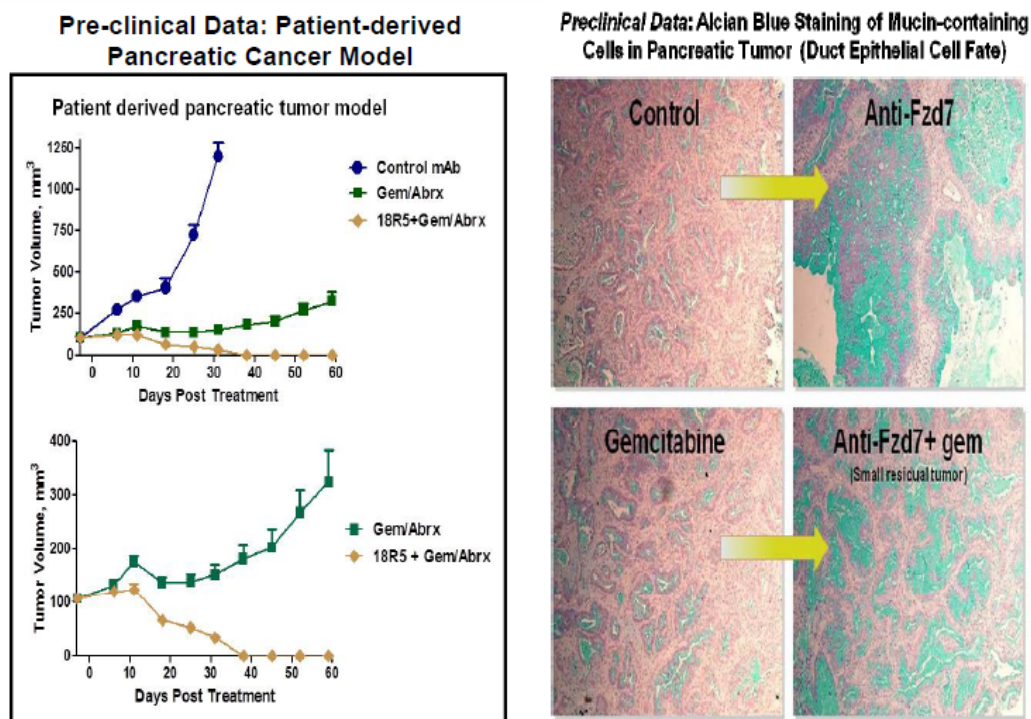 Pre-clinical Data: Patient-derived
Pancreatic Cancer Model
Patient derived pancreatic tumor model
1250
1000
750
500
250
0
Tumor Volume, mm³
0 10 20 30 40 50 60
Days Post Treatment
Control mAb
Gem/Abrx
18R5+Gem/Abrx
400
300
200
100
0
Tumor Volume, mm³
0 10 20 30 40 50 60
Days Post Treatment
Gem/Abrx
18R5 + Gem/Abrx
Preclinical Data: Alcian Blue Staining of Mucin-containing
Cells in Pancreatic Tumor (Duct Epithelial Cell Fate)
Control
Anti-Fzd7
Gemcitabine
Anti-Fzd7+ gem
(Small residual tumor)